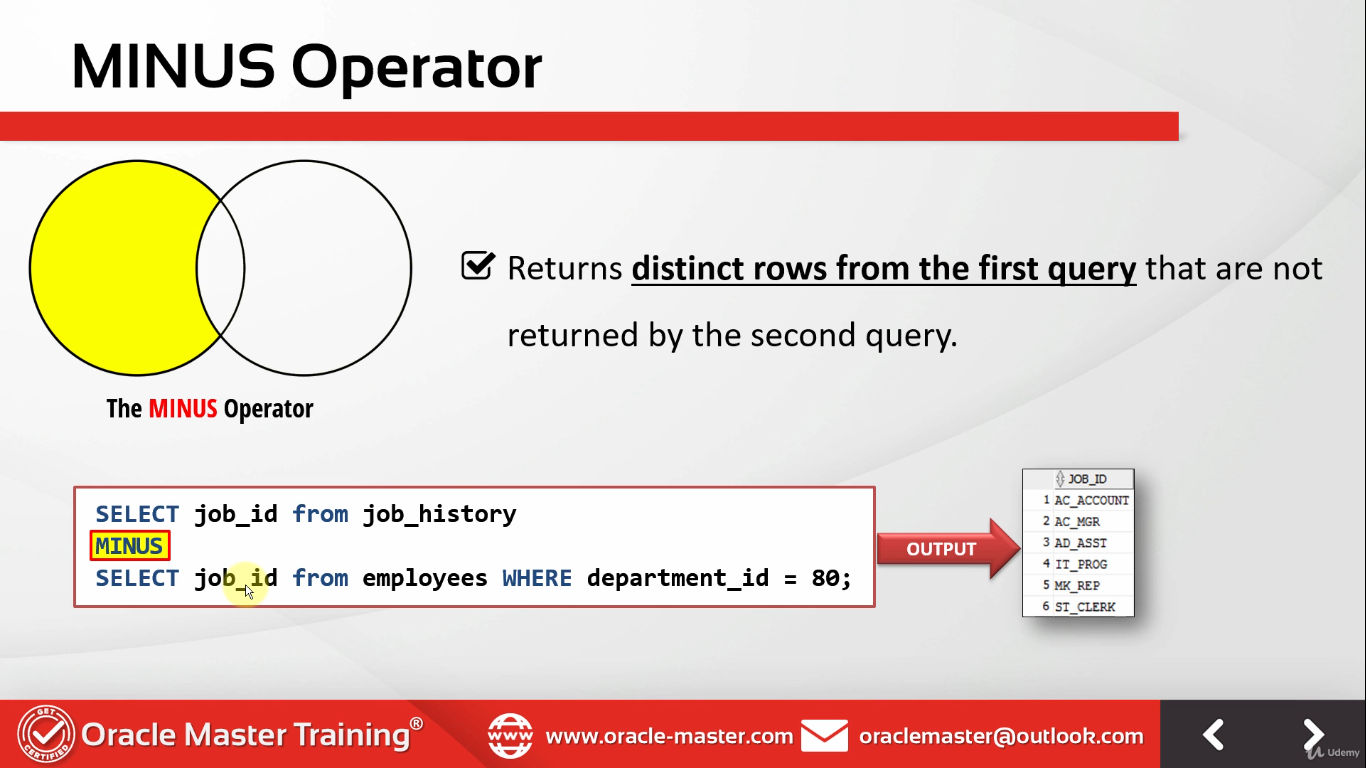 MINUS Operator
Returns distinct rows from the first query that are not
returned by the second query.
The MINUS Operator
SELECT job_id from job_history
MINUS
SELECT job_id from employees WHERE department_id = 80;
OUTPUT
JOB_ID
1 AC_ACCOUNT
2 AC_MGR
3 AD_ASST
4 IT_PROG
5 MK_REP
6 ST_CLERK
GET CERTIFIED
Oracle Master Training®
www
www.oracle-master.com
oraclemaster@outlook.com
Udemy